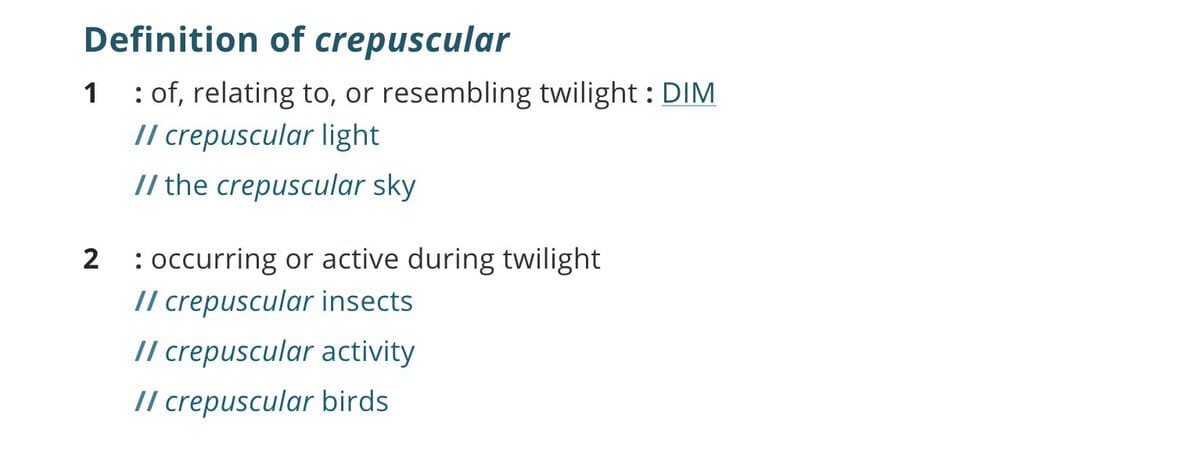 Definition of crepuscular
1 : of, relating to, or resembling twilight : DIM
// crepuscular light
// the crepuscular sky
2 : occurring or active during twilight
// crepuscular insects
// crepuscular activity
// crepuscular birds